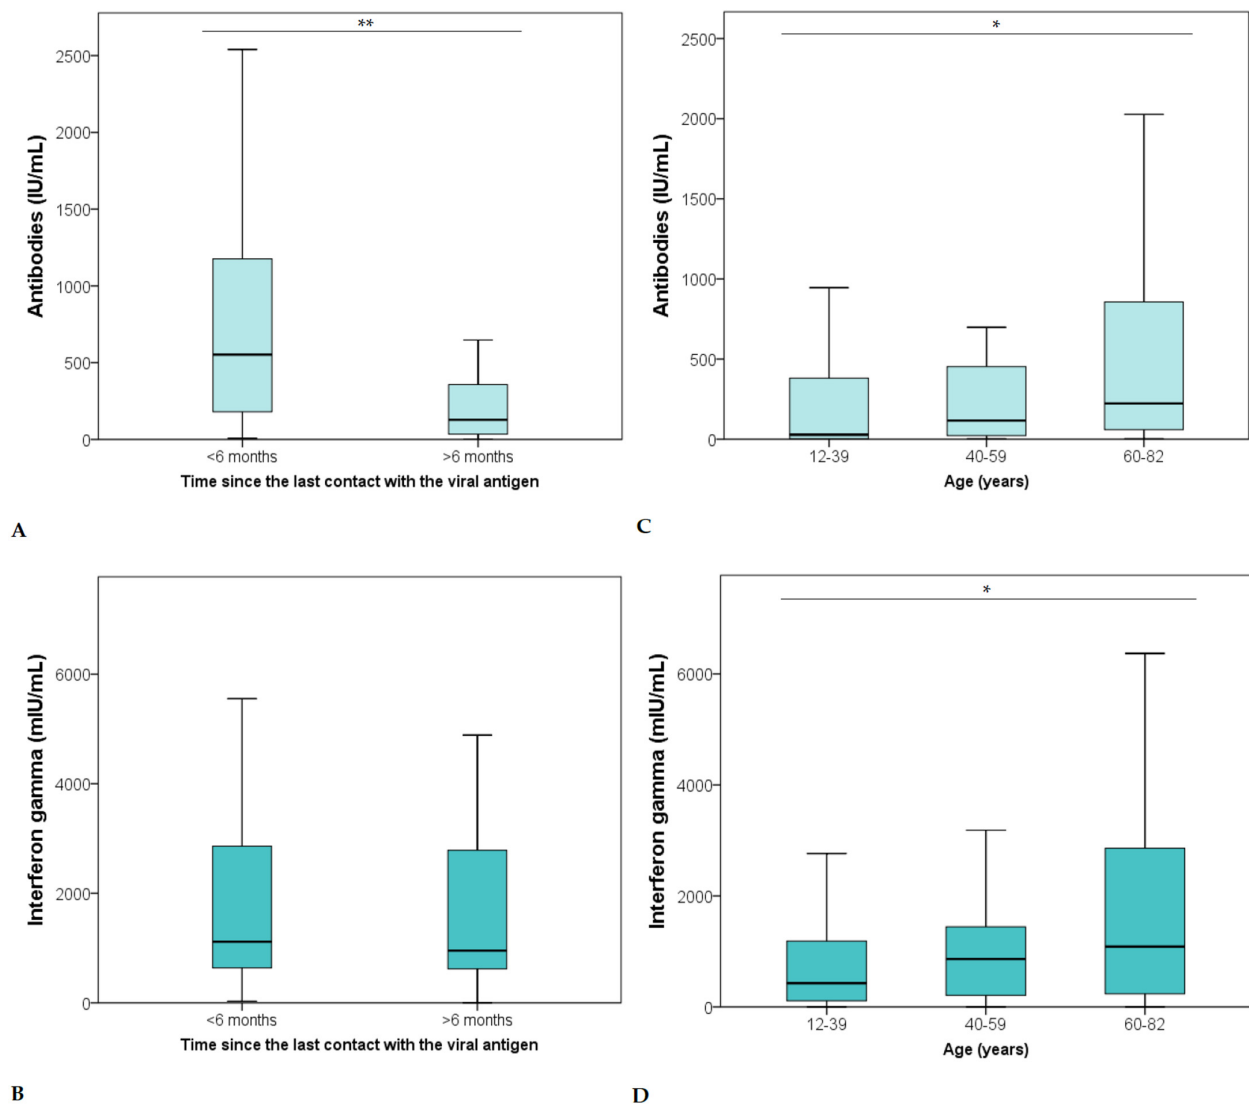 **
2500
2000
1500
1000
500
0
Antibodies (IU/mL)
<6 months
>6 months
Time since the last contact with the viral antigen
A
*
2500
2000
1500
1000
500
0
Antibodies (IU/mL)
12-39
40-59
60-82
Age (years)
C
6000
4000
2000
0
Interferon gamma (mIU/mL)
<6 months
>6 months
Time since the last contact with the viral antigen
B
*
6000
4000
2000
0
Interferon gamma (mIU/mL)
12-39
40-59
60-82
Age (years)
D